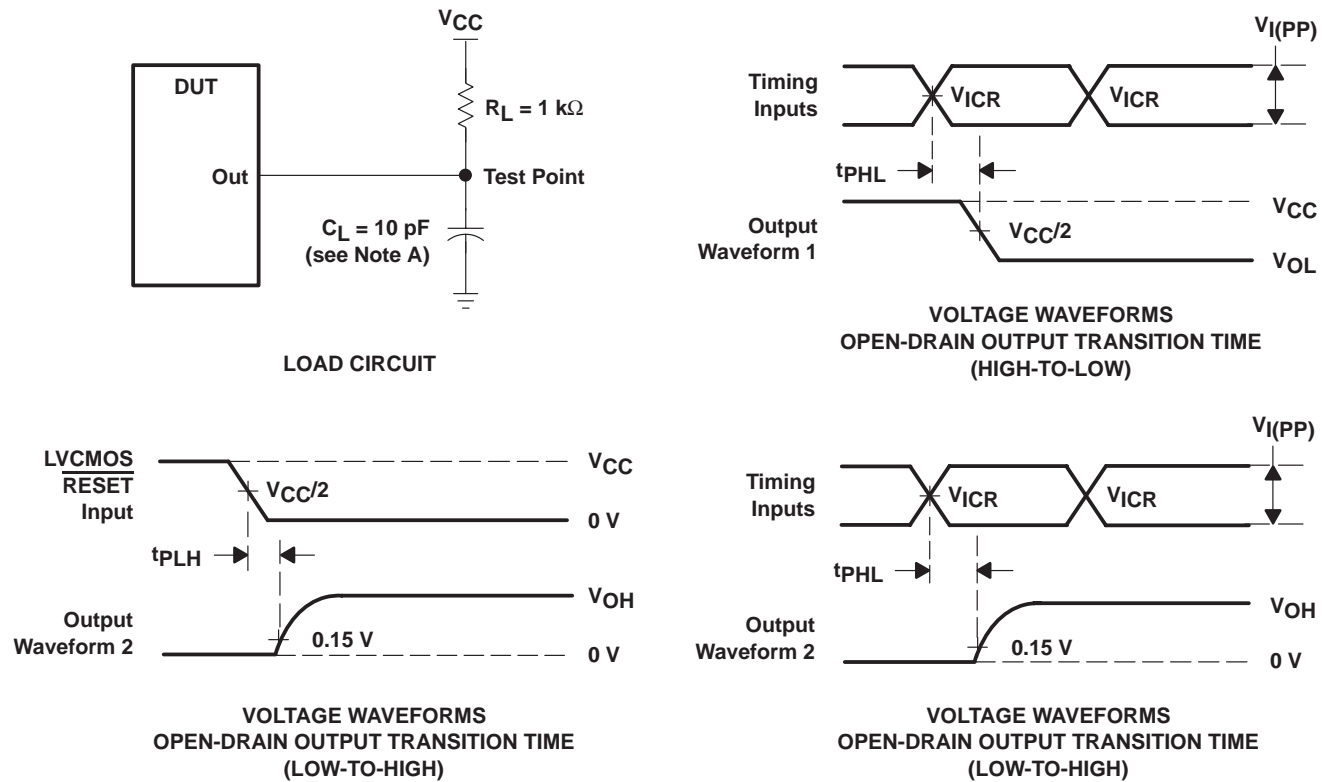 VCC
DUT
RL = 1 kΩ
Out
Test Point
CL = 10 pF
(see Note A)
LOAD CIRCUIT
VI(PP)
Timing
Inputs
VICR
VICR
tPHL
VCC
Output
Waveform 1
VCC/2
VOL
VOLTAGE WAVEFORMS
OPEN-DRAIN OUTPUT TRANSITION TIME
(HIGH-TO-LOW)
LVCMOS
RESET
Input
VCC
VCC/2
0 V
tPLH
VOH
Output
Waveform 2
0.15 V
0 V
VOLTAGE WAVEFORMS
OPEN-DRAIN OUTPUT TRANSITION TIME
(LOW-TO-HIGH)
VI(PP)
Timing
Inputs
VICR
VICR
tPHL
VOH
Output
Waveform 2
0.15 V
0 V
VOLTAGE WAVEFORMS
OPEN-DRAIN OUTPUT TRANSITION TIME
(LOW-TO-HIGH)